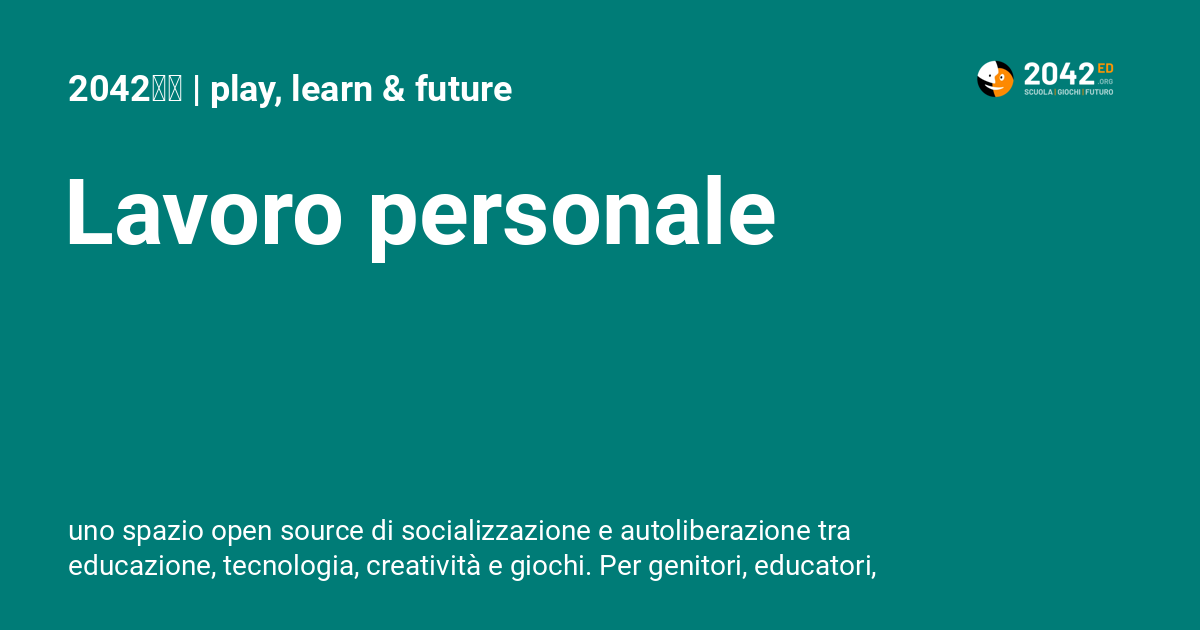 2042 | play, learn & future
2042 ED
.ORG
SCUOLA | GIOCHI | FUTURO
Lavoro personale
uno spazio open source di socializzazione e autoliberazione tra
educazione, tecnologia, creatività e giochi. Per genitori, educatori,